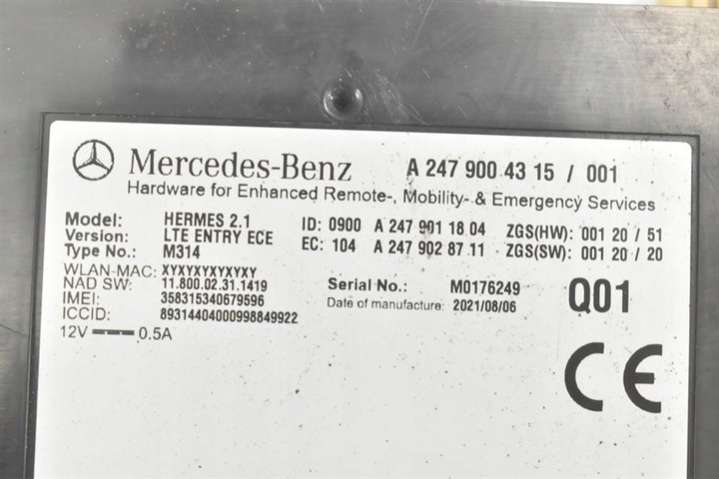 Mercedes-Benz A 247 900 43 15 / 001
Hardware for Enhanced Remote-, Mobility- & Emergency Services
Model: HERMES 2.1 ID: 0900 A 247 901 18 04 ZGS(HW): 001 20 / 51
Version: LTE ENTRY ECE EC: 104 A 247 902 87 11 ZGS(SW): 001 20 / 20
Type No.: M314
WLAN-MAC: XYXYXYXYXYXY
NAD SW: 11.800.02.31.1419 Serial No.: M0176249 Q01
IMEI: 358315340679596 Date of manufacture: 2021/08/06
ICCID: 89314404000998849922
12V 0.5A
CE